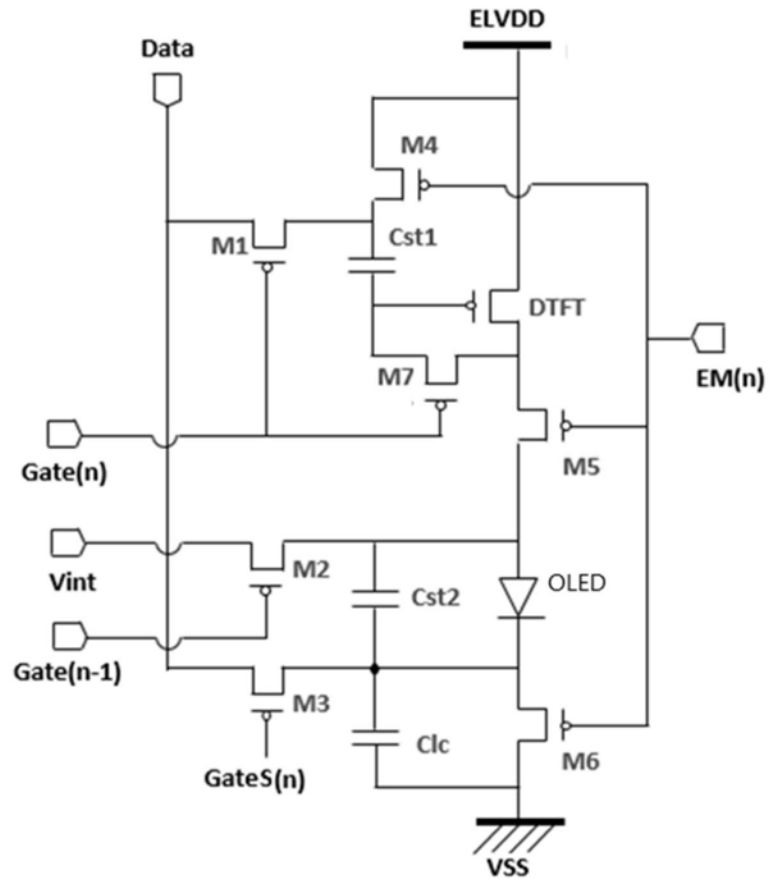 ELVDD
Data
M4
M1
Cst1
DTFT
M7
EM(n)
Gate(n)
M5
Vint
M2
Cst2
OLED
Gate(n-1)
M3
Clc
M6
GateS(n)
VSS